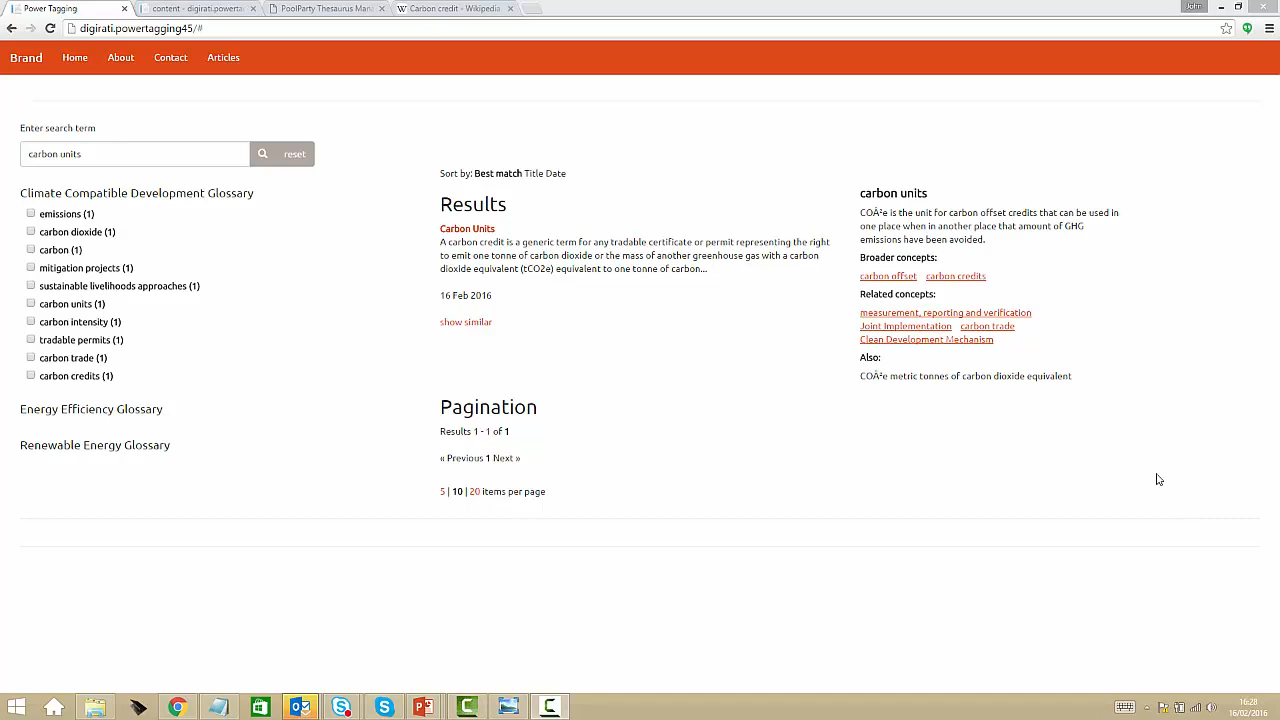 Power Tagging
content - digirati.powerta
PoolParty Thesaurus Man
Carbon credit - Wikipedia
John
digirati.powertagging45/#
Brand Home About Contact Articles
Enter search term
carbon units
reset
Sort by: Best match Title Date
Climate Compatible Development Glossary
emissions (1)
carbon dioxide (1)
carbon (1)
mitigation projects (1)
sustainable livelihoods approaches (1)
carbon units (1)
carbon intensity (1)
tradable permits (1)
carbon trade (1)
carbon credits (1)
Energy Efficiency Glossary
Renewable Energy Glossary
Results
Carbon Units
A carbon credit is a generic term for any tradable certificate or permit representing the right
to emit one tonne of carbon dioxide or the mass of another greenhouse gas with a carbon
dioxide equivalent (tCO2e) equivalent to one tonne of carbon...
16 Feb 2016
show similar
Pagination
Results 1 - 1 of 1
« Previous 1 Next »
5 | 10 | 20 items per page
carbon units
COÂ²e is the unit for carbon offset credits that can be used in
one place when in another place that amount of GHG
emissions have been avoided.
Broader concepts:
carbon offset carbon credits
Related concepts:
measurement, reporting and verification
Joint Implementation carbon trade
Clean Development Mechanism
Also:
COÂ²e metric tonnes of carbon dioxide equivalent
16:28
16/02/2016